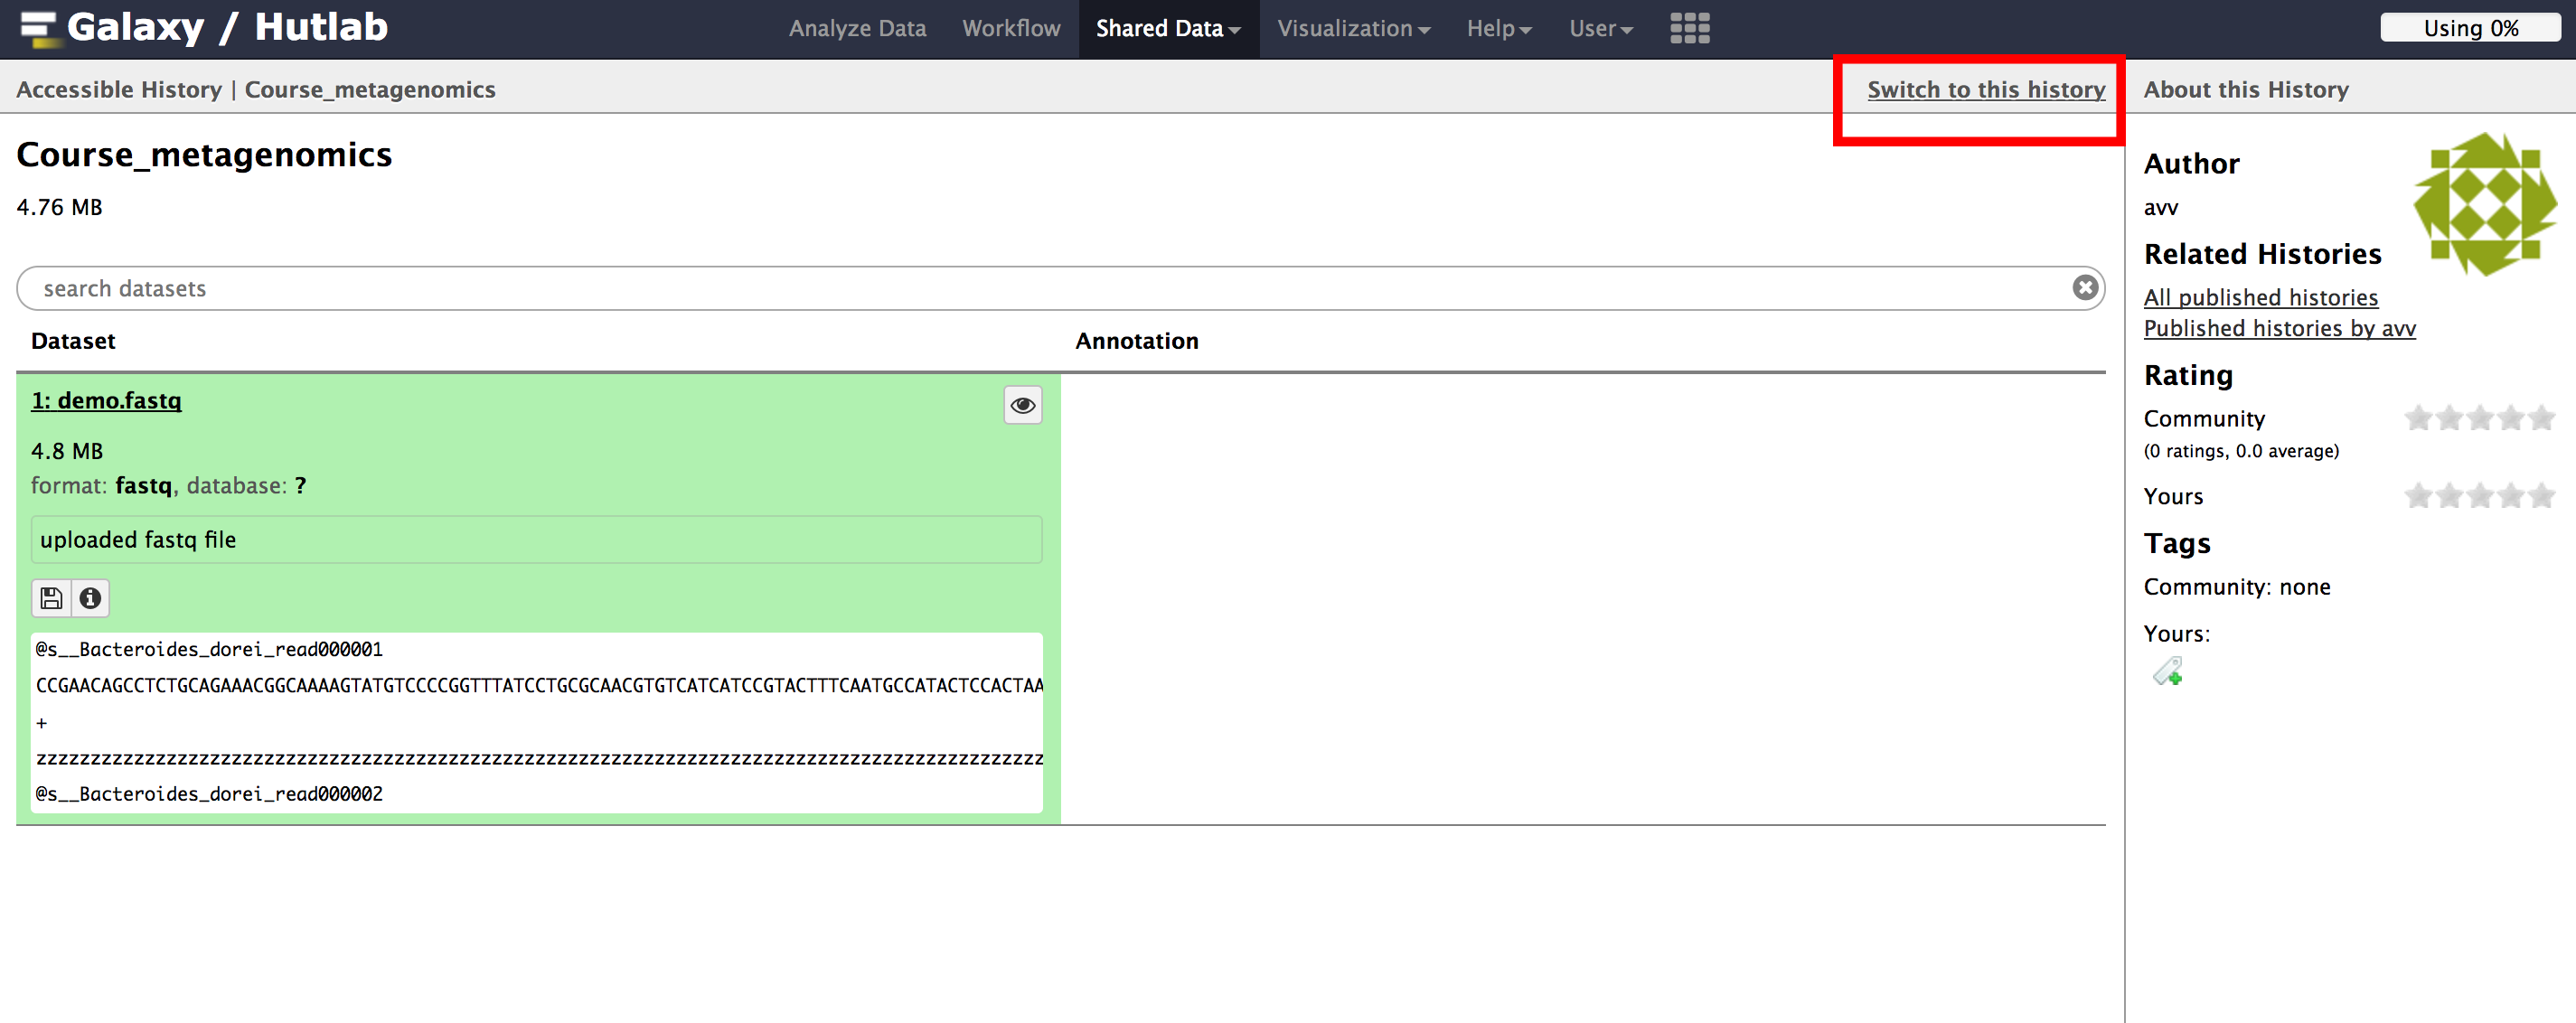 Galaxy / Hutlab
Analyze Data Workflow Shared Data Visualization Help User
Using 0%
Accessible History | Course_metagenomics
Switch to this history
About this History
Course_metagenomics
4.76 MB
search datasets
Dataset Annotation
1: demo.fastq
4.8 MB
format: fastq, database: ?
uploaded fastq file
@s__Bacteroides_dorei_read000001
CCGAACAGCCTCTGCAGAAACGGCAAAAGTATGTCCCCGGTTTATCCTGCGCAACGTGTCATCATCCGTACTTTCAATGCCATACTCCACTAA
+
zzzzzzzzzzzzzzzzzzzzzzzzzzzzzzzzzzzzzzzzzzzzzzzzzzzzzzzzzzzzzzzzzzzzzzzzzzzzzzzzzzzzzzzzzzzzz
@s__Bacteroides_dorei_read000002
Author
avv
Related Histories
All published histories
Published histories by avv
Rating
Community
(0 ratings, 0.0 average)
Yours
Tags
Community: none
Yours: